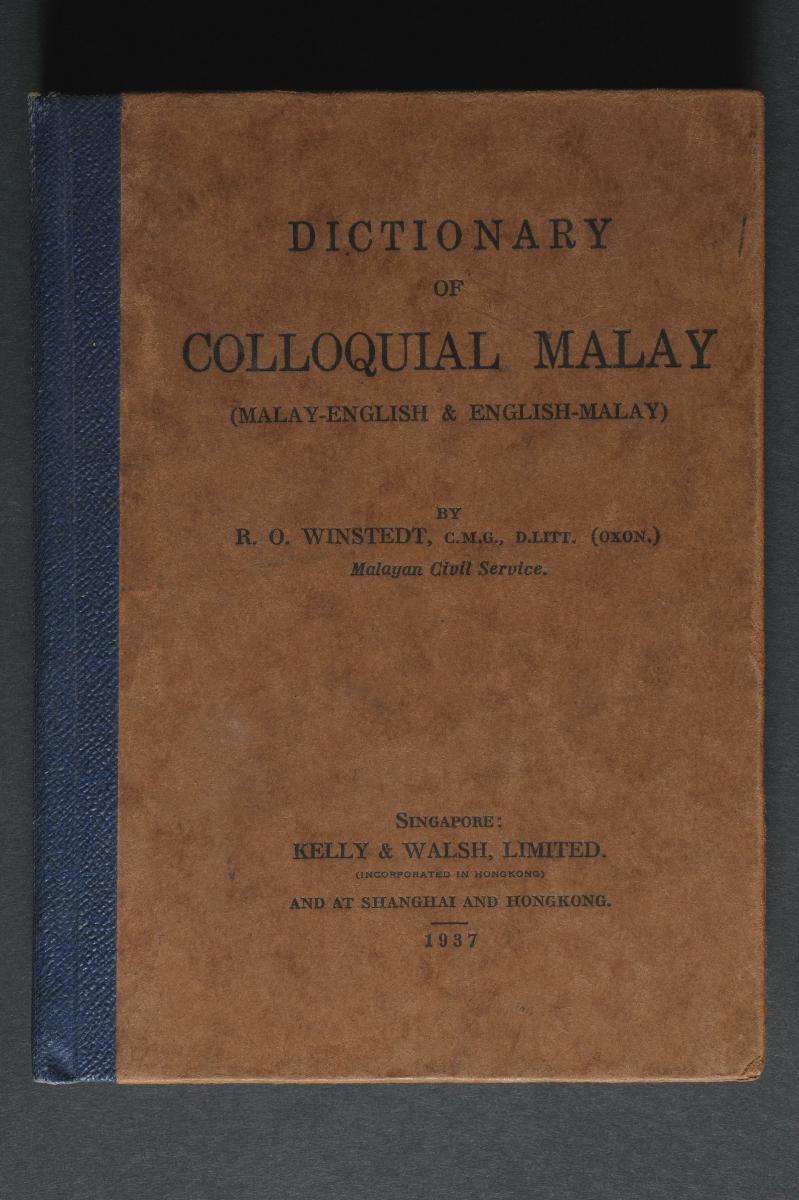 DICTIONARY
OF
COLLOQUIAL MALAY
(MALAY-ENGLISH & ENGLISH-MALAY)
BY
R. O. WINSTEDT, C.M.G., D.LITT. (OXON.)
Malayan Civil Service.
SINGAPORE:
KELLY & WALSH, LIMITED.
(INCORPORATED IN HONGKONG)
AND AT SHANGHAI AND HONGKONG.
1937